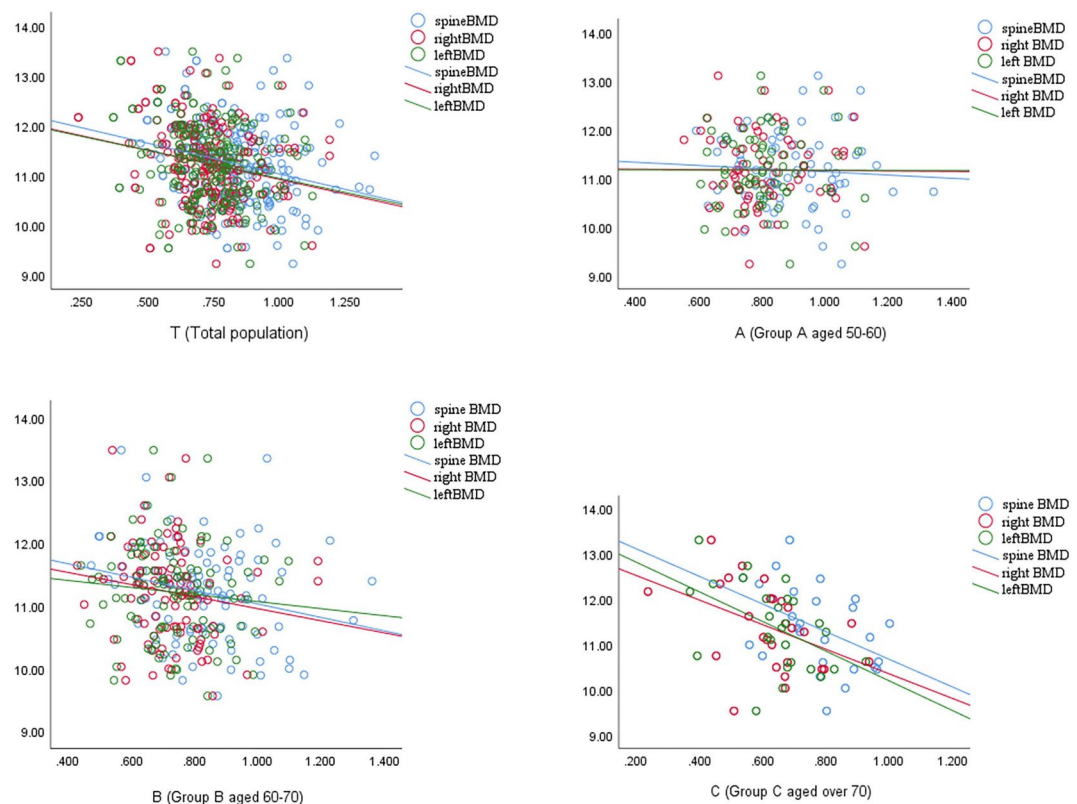 14.00
13.00
12.00
11.00
10.00
9.00
.250 .500 .750 1.000 1.250
T (Total population)
spineBMD
rightBMD
leftBMD
spineBMD
rightBMD
leftBMD
14.00
13.00
12.00
11.00
10.00
9.00
.400 .600 .800 1.000 1.200 1.400
A (Group A aged 50-60)
spineBMD
right BMD
left BMD
spineBMD
right BMD
left BMD
14.00
13.00
12.00
11.00
10.00
9.00
.400 .600 .800 1.000 1.200 1.400
B (Group B aged 60-70)
spine BMD
right BMD
leftBMD
spine BMD
right BMD
leftBMD
14.00
13.00
12.00
11.00
10.00
9.00
.200 .400 .600 .800 1.000 1.200
C (Group C aged over 70)
spine BMD
right BMD
leftBMD
spine BMD
right BMD
leftBMD